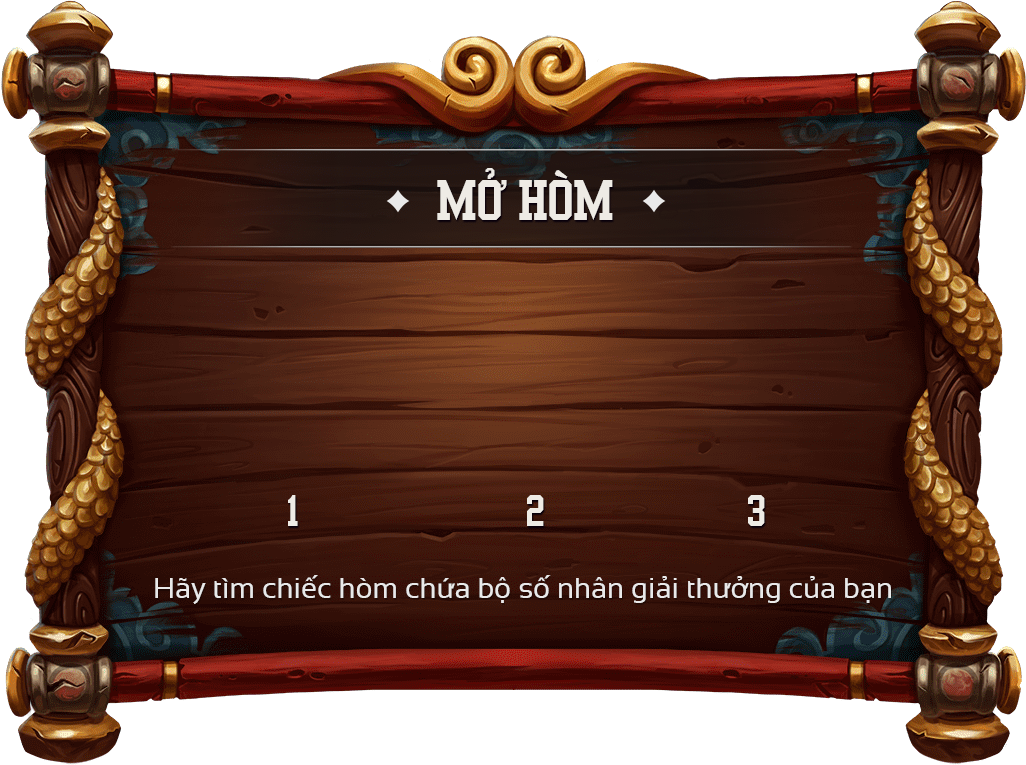 MỞ HÒM
1 2 3
Hãy tìm chiếc hòm chứa bộ số nhân giải thưởng của bạn